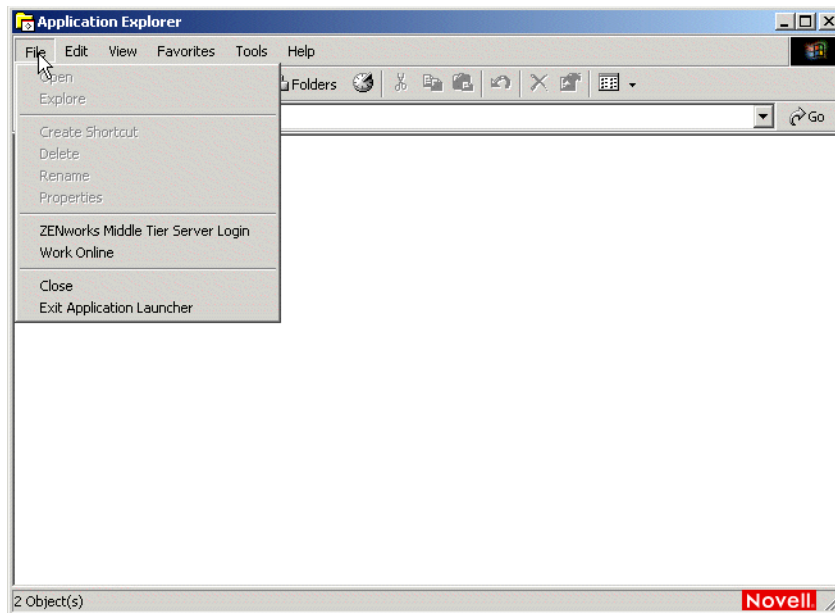 Application Explorer
File Edit View Favorites Tools Help
Open
Folders
Explore
Go
Create Shortcut
Delete
Rename
Properties
ZENworks Middle Tier Server Login
Work Online
Close
Exit Application Launcher
2 Object(s)
Novell.